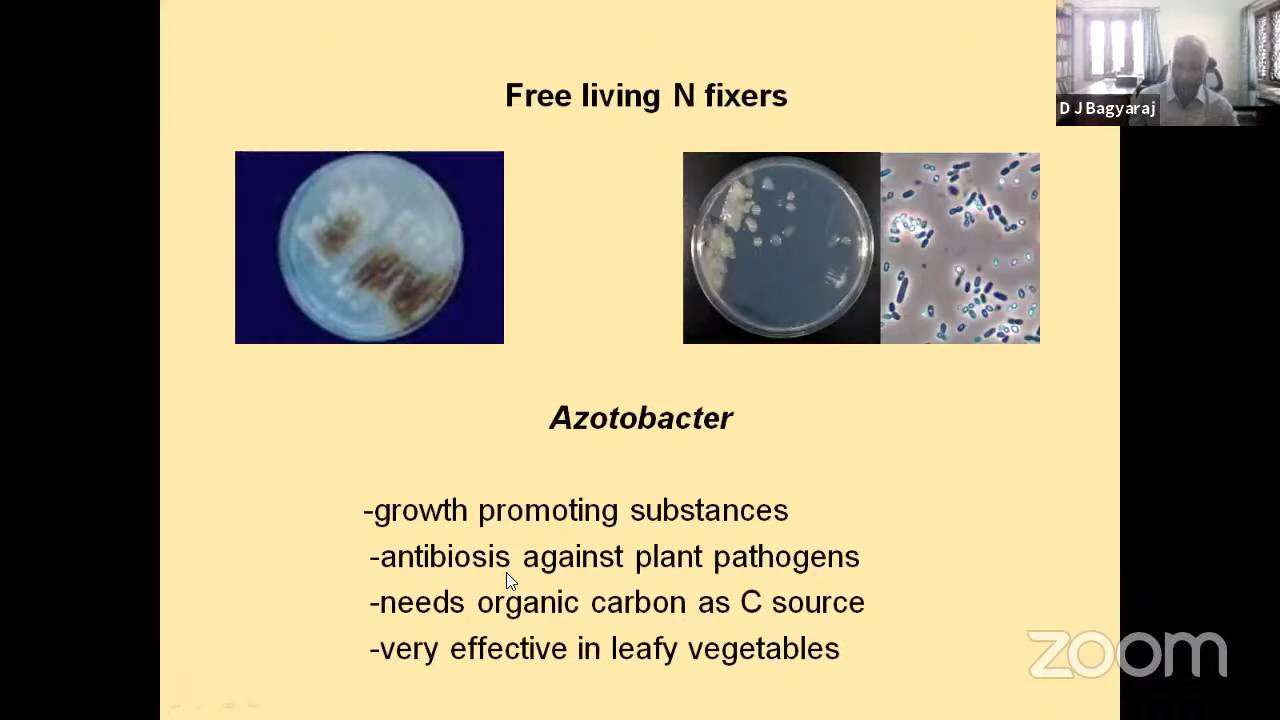 Free living N fixers
D J Bagyaraj
Azotobacter
-growth promoting substances
-antibiosis against plant pathogens
-needs organic carbon as C source
-very effective in leafy vegetables
zoom